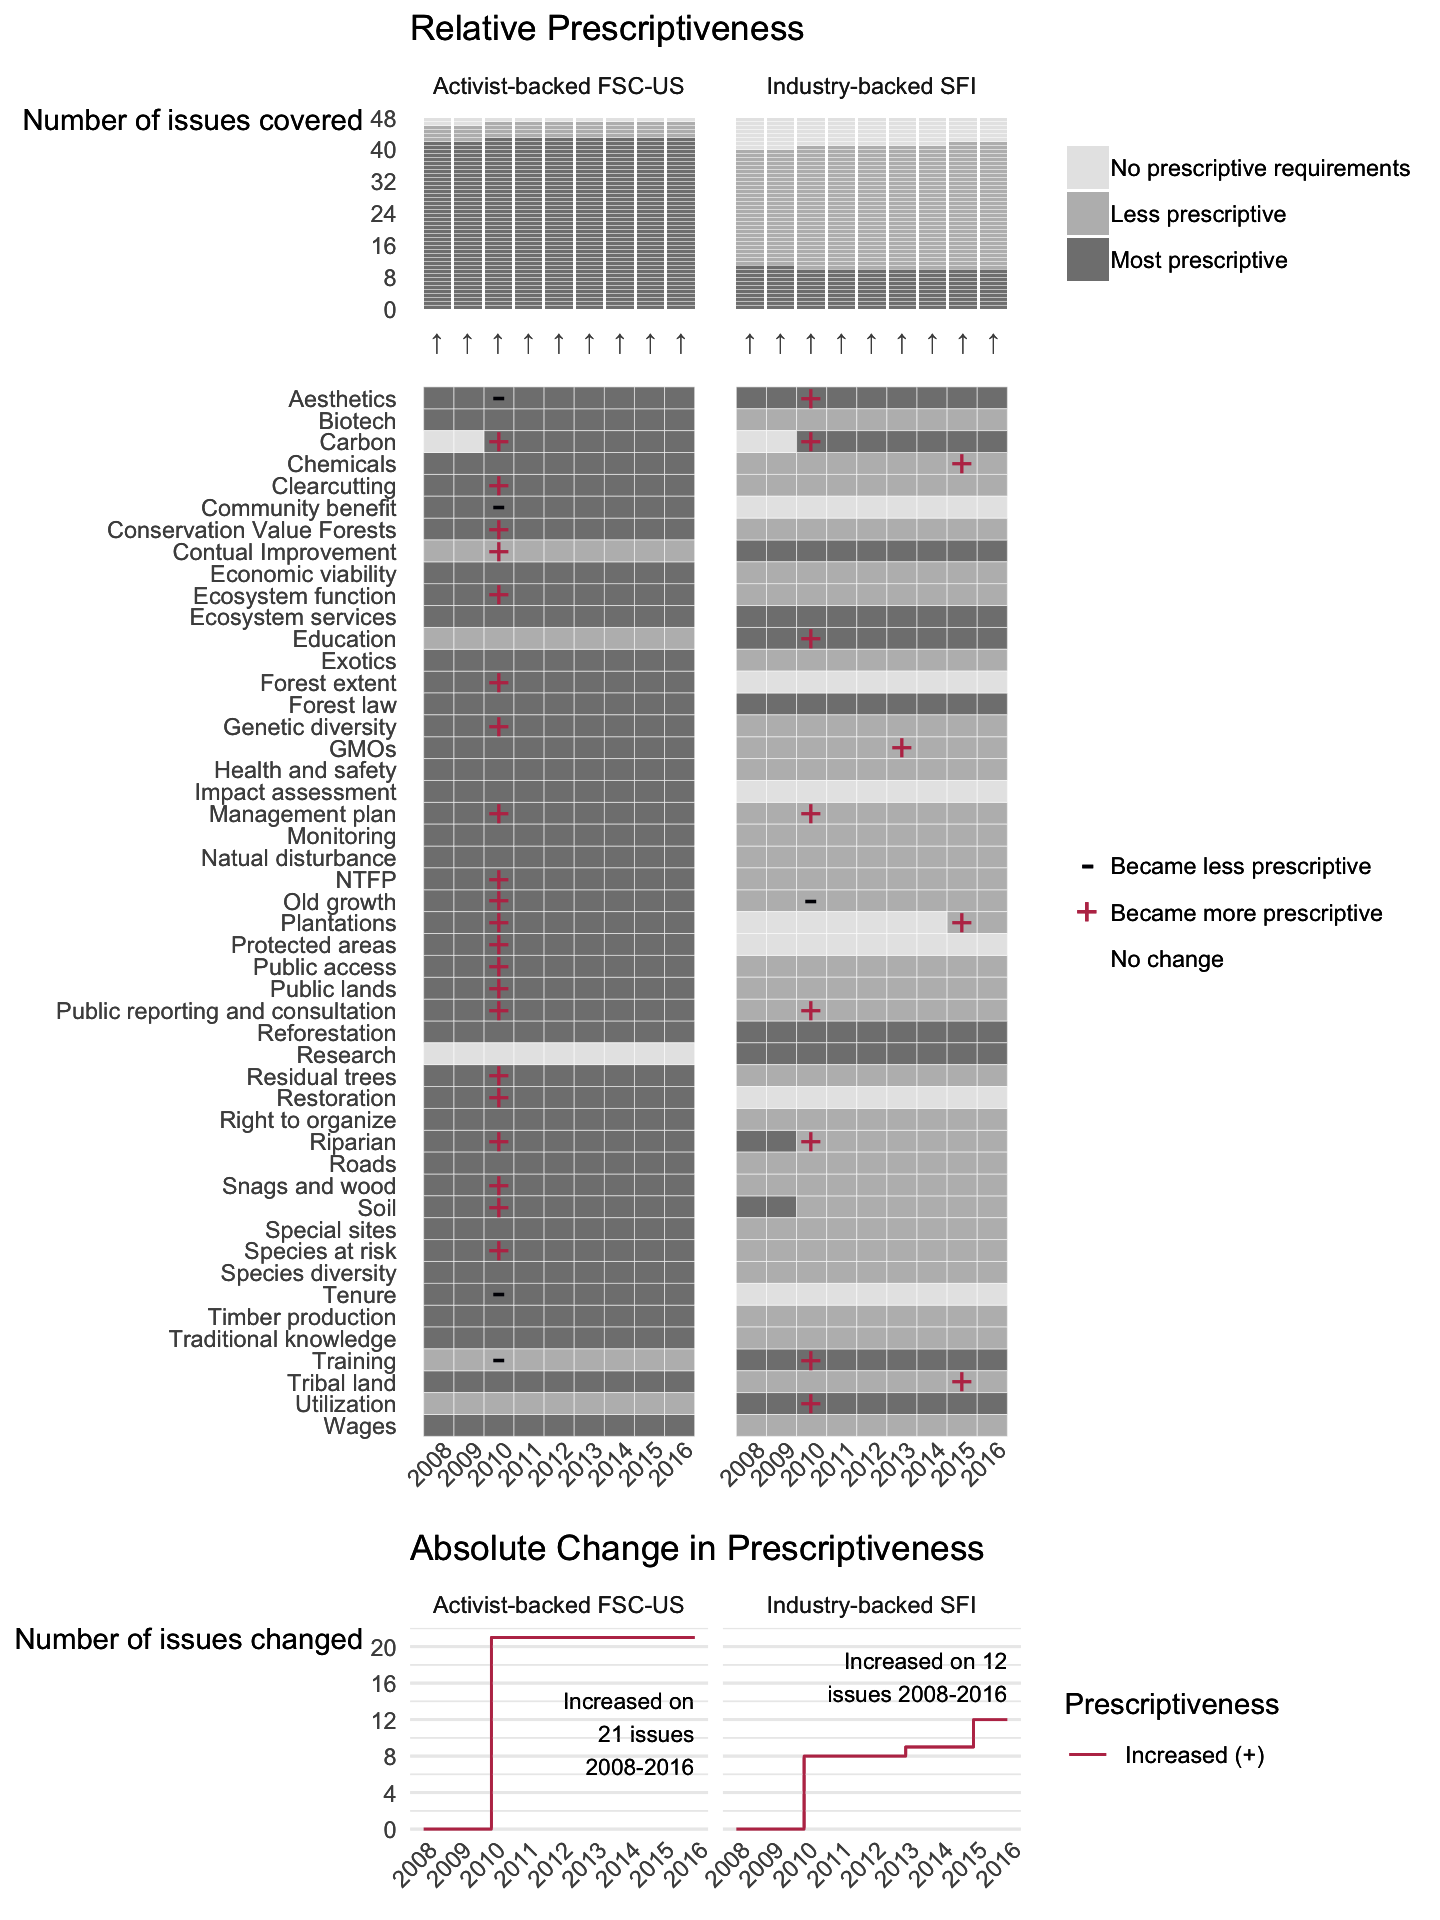 Relative Prescriptiveness
Activist-backed FSC-US
Industry-backed SFI
Number of issues covered
48
40
32
24
16
8
0
No prescriptive requirements
Less prescriptive
Most prescriptive
↑ ↑ ↑ ↑ ↑ ↑ ↑ ↑ ↑
↑ ↑ ↑ ↑ ↑ ↑ ↑ ↑ ↑
Aesthetics
Biotech
Carbon
Chemicals
Clearcutting
Community benefit
Conservation Value Forests
Contual Improvement
Economic viability
Ecosystem function
Ecosystem services
Education
Exotics
Forest extent
Forest law
Genetic diversity
GMOs
Health and safety
Impact assessment
Management plan
Monitoring
Natual disturbance
NTFP
Old growth
Plantations
Protected areas
Public access
Public lands
Public reporting and consultation
Reforestation
Research
Residual trees
Restoration
Right to organize
Riparian
Roads
Snags and wood
Soil
Special sites
Species at risk
Species diversity
Tenure
Timber production
Traditional knowledge
Training
Tribal land
Utilization
Wages
- Became less prescriptive
+ Became more prescriptive
No change
2008 2009 2010 2011 2012 2013 2014 2015 2016
2008 2009 2010 2011 2012 2013 2014 2015 2016
Absolute Change in Prescriptiveness
Activist-backed FSC-US
Industry-backed SFI
Number of issues changed
20
16
12
8
4
0
Increased on
21 issues
2008-2016
Increased on 12
issues 2008-2016
Prescriptiveness
Increased (+)
2008 2009 2010 2011 2012 2013 2014 2015 2016
2008 2009 2010 2011 2012 2013 2014 2015 2016